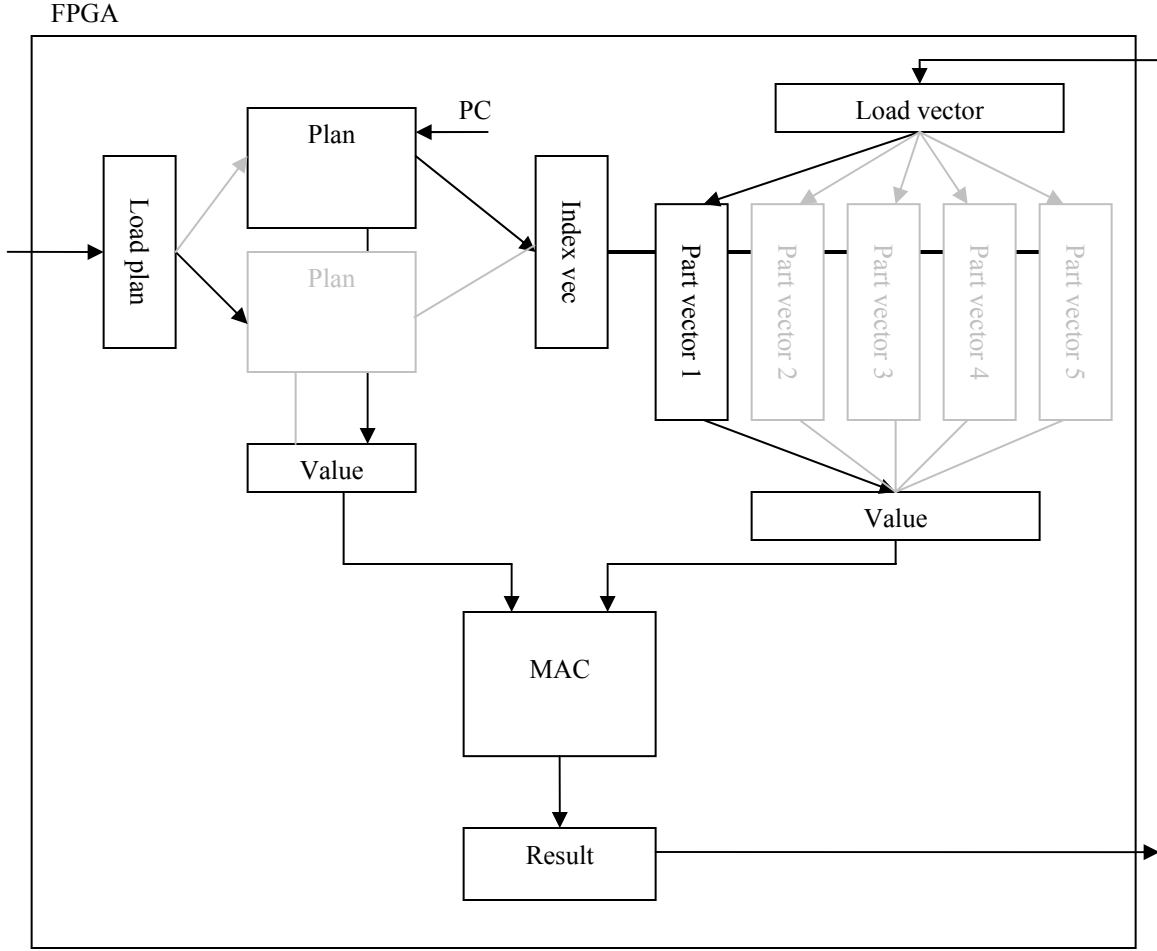 FPGA
PC
Load vector
Plan
Load plan
Index vec
Plan
Part vector 1
Part vector 2
Part vector 3
Part vector 4
Part vector 5
Value
Value
MAC
Result